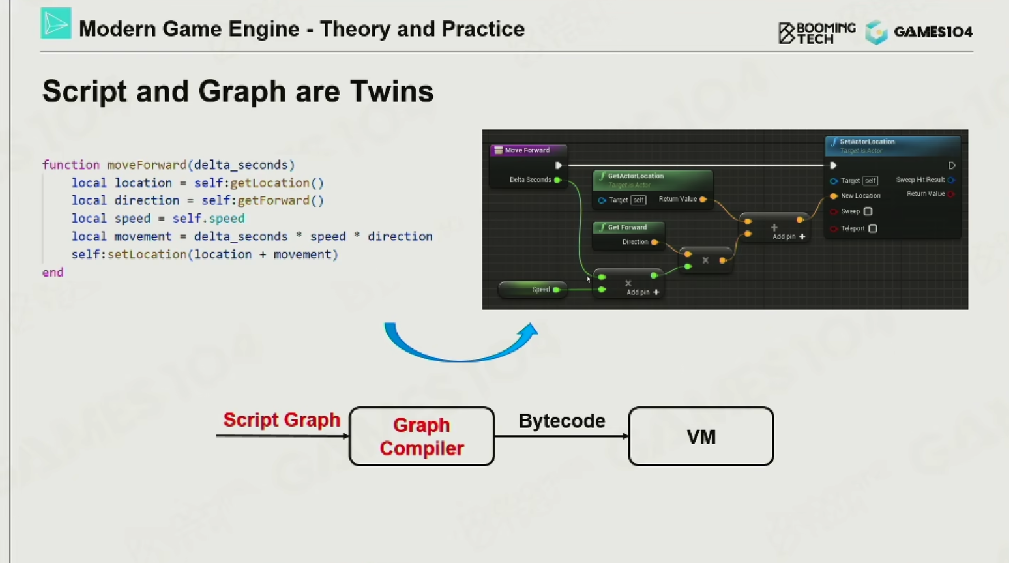 Modern Game Engine - Theory and Practice
BOOMING TECH
GAMES104
Script and Graph are Twins
function moveForward(delta_seconds)
local location = self:getLocation()
local direction = self:getForward()
local speed = self.speed
local movement = delta_seconds * speed * direction
self:setLocation(location + movement)
end
Move Forward
Delta Seconds
GetActorLocation
Target is Actor
Target self
Return Value
Get Forward
Direction
Speed
×
Add pin +
×
+
Add pin +
GetActorLocation
Target is Actor
Target self
Sweep Hit Result
New Location
Return Value
Sweep
Teleport
Script Graph
Graph
Compiler
Bytecode
VM